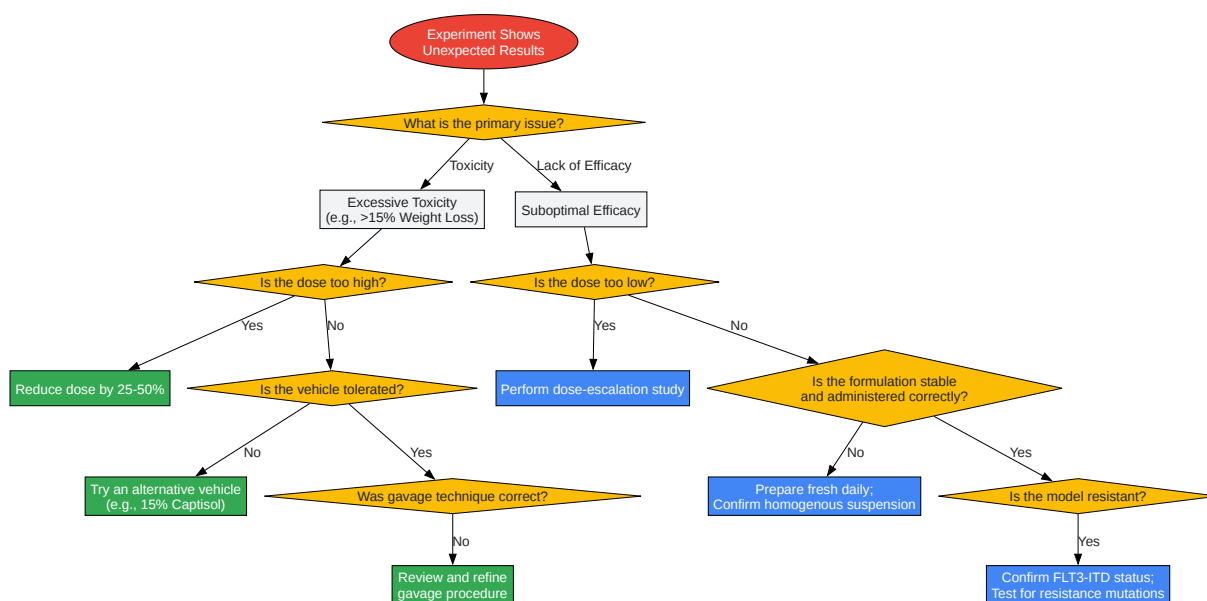 Experiment Shows
Unexpected Results
What is the primary issue?
Toxicity
Lack of Efficacy
Excessive Toxicity
(e.g., >15% Weight Loss)
Suboptimal Efficacy
Is the dose too high?
Is the dose too low?
Yes
No
Yes
No
Reduce dose by 25-50%
Is the vehicle tolerated?
Perform dose-escalation study
Is the formulation stable
and administered correctly?
No
Yes
No
Yes
Try an alternative vehicle
(e.g., 15% Captisol)
Was gavage technique correct?
Prepare fresh daily;
Confirm homogenous suspension
Is the model resistant?
No
Yes
Review and refine
gavage procedure
Confirm FLT3-ITD status;
Test for resistance mutations